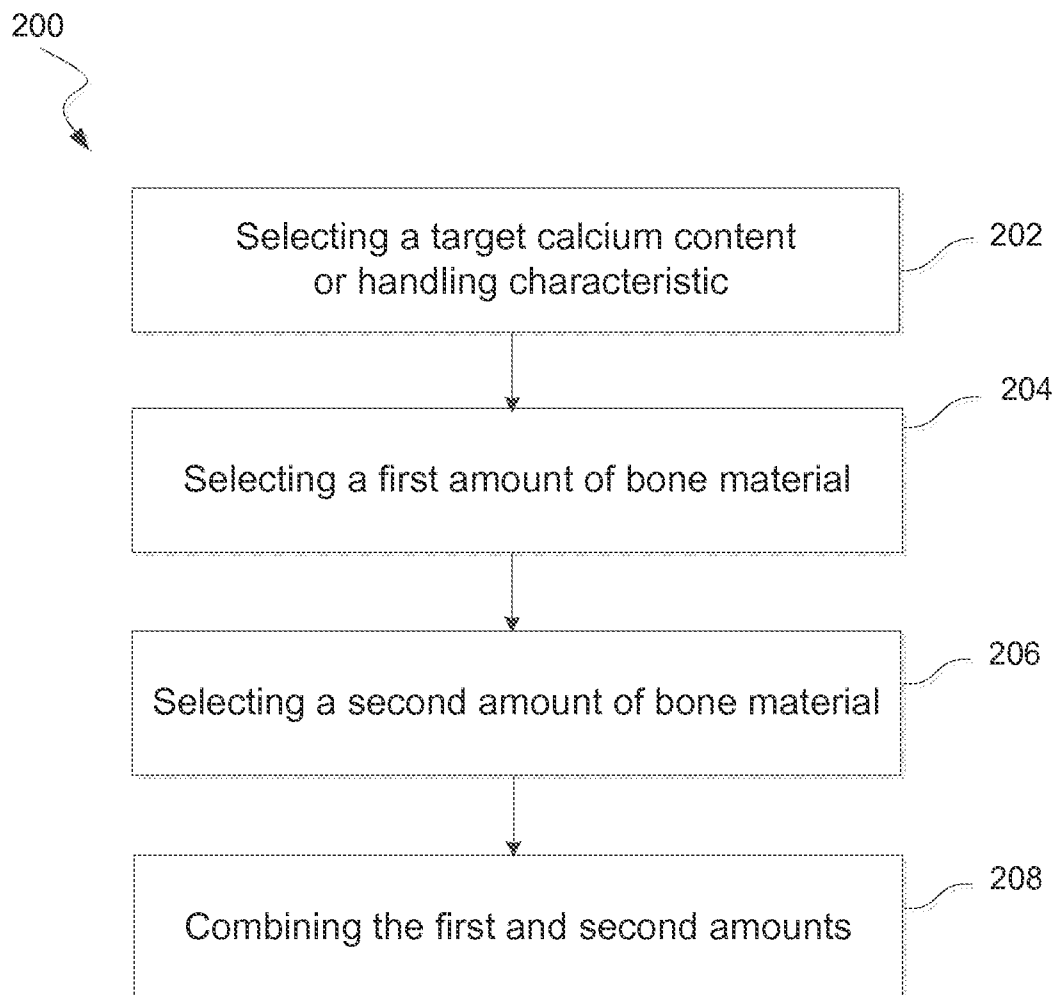 200
Selecting a target calcium content
or handling characteristic
202
204
Selecting a first amount of bone material
206
Selecting a second amount of bone material
208
Combining the first and second amounts